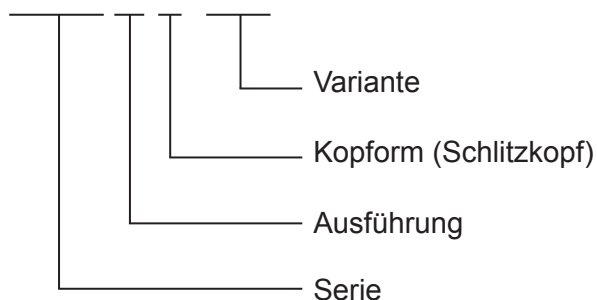 Variante
Kopform (Schlitzkopf)
Ausführung
Serie